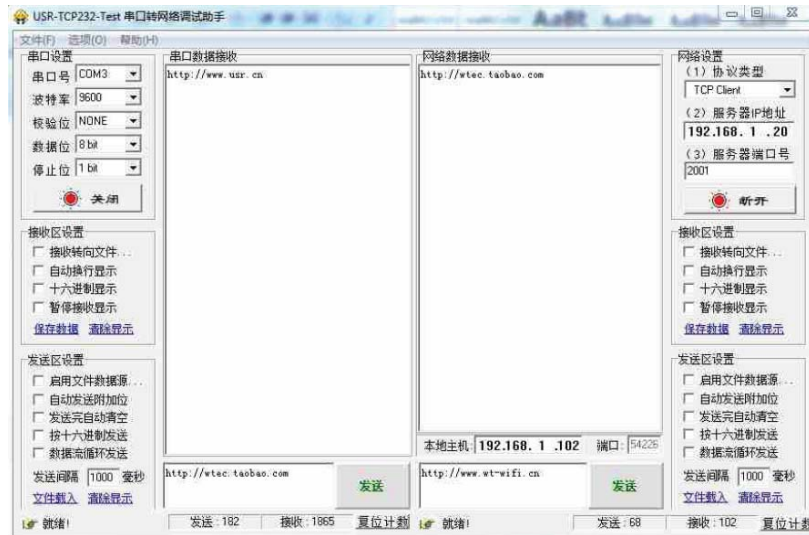 USR-TCP232-Test 串口转网络调试助手
文件(F) 选项(O) 帮助(H)
串口设置
串口号 COM3
波特率 9600
校验位 NONE
数据位 8 bit
停止位 1 bit
关闭
接收区设置
接收转向文件...
自动换行显示
十六进制显示
暂停接收显示
保存数据 清除显示
发送区设置
启用文件数据源...
自动发送附加位
发送完自动清空
按十六进制发送
数据流循环发送
发送间隔 1000 毫秒
文件载入 清除显示
串口数据接收
http://www.usr.cn
http://wtec.taobao.com
发送
网络数据接收
http://wtec.taobao.com
本地主机: 192.168. 1 .102 端口: 54226
http://www.wt-wifi.cn
发送
网络设置
(1) 协议类型
TCP Client
(2) 服务器IP地址
192.168. 1 .20
(3) 服务器端口号
2001
断开
接收区设置
接收转向文件...
自动换行显示
十六进制显示
暂停接收显示
保存数据 清除显示
发送区设置
启用文件数据源...
自动发送附加位
发送完自动清空
按十六进制发送
数据流循环发送
发送间隔 1000 毫秒
文件载入 清除显示
就绪! 发送:182 接收:1865 复位计数
就绪! 发送:68 接收:102 复位计数